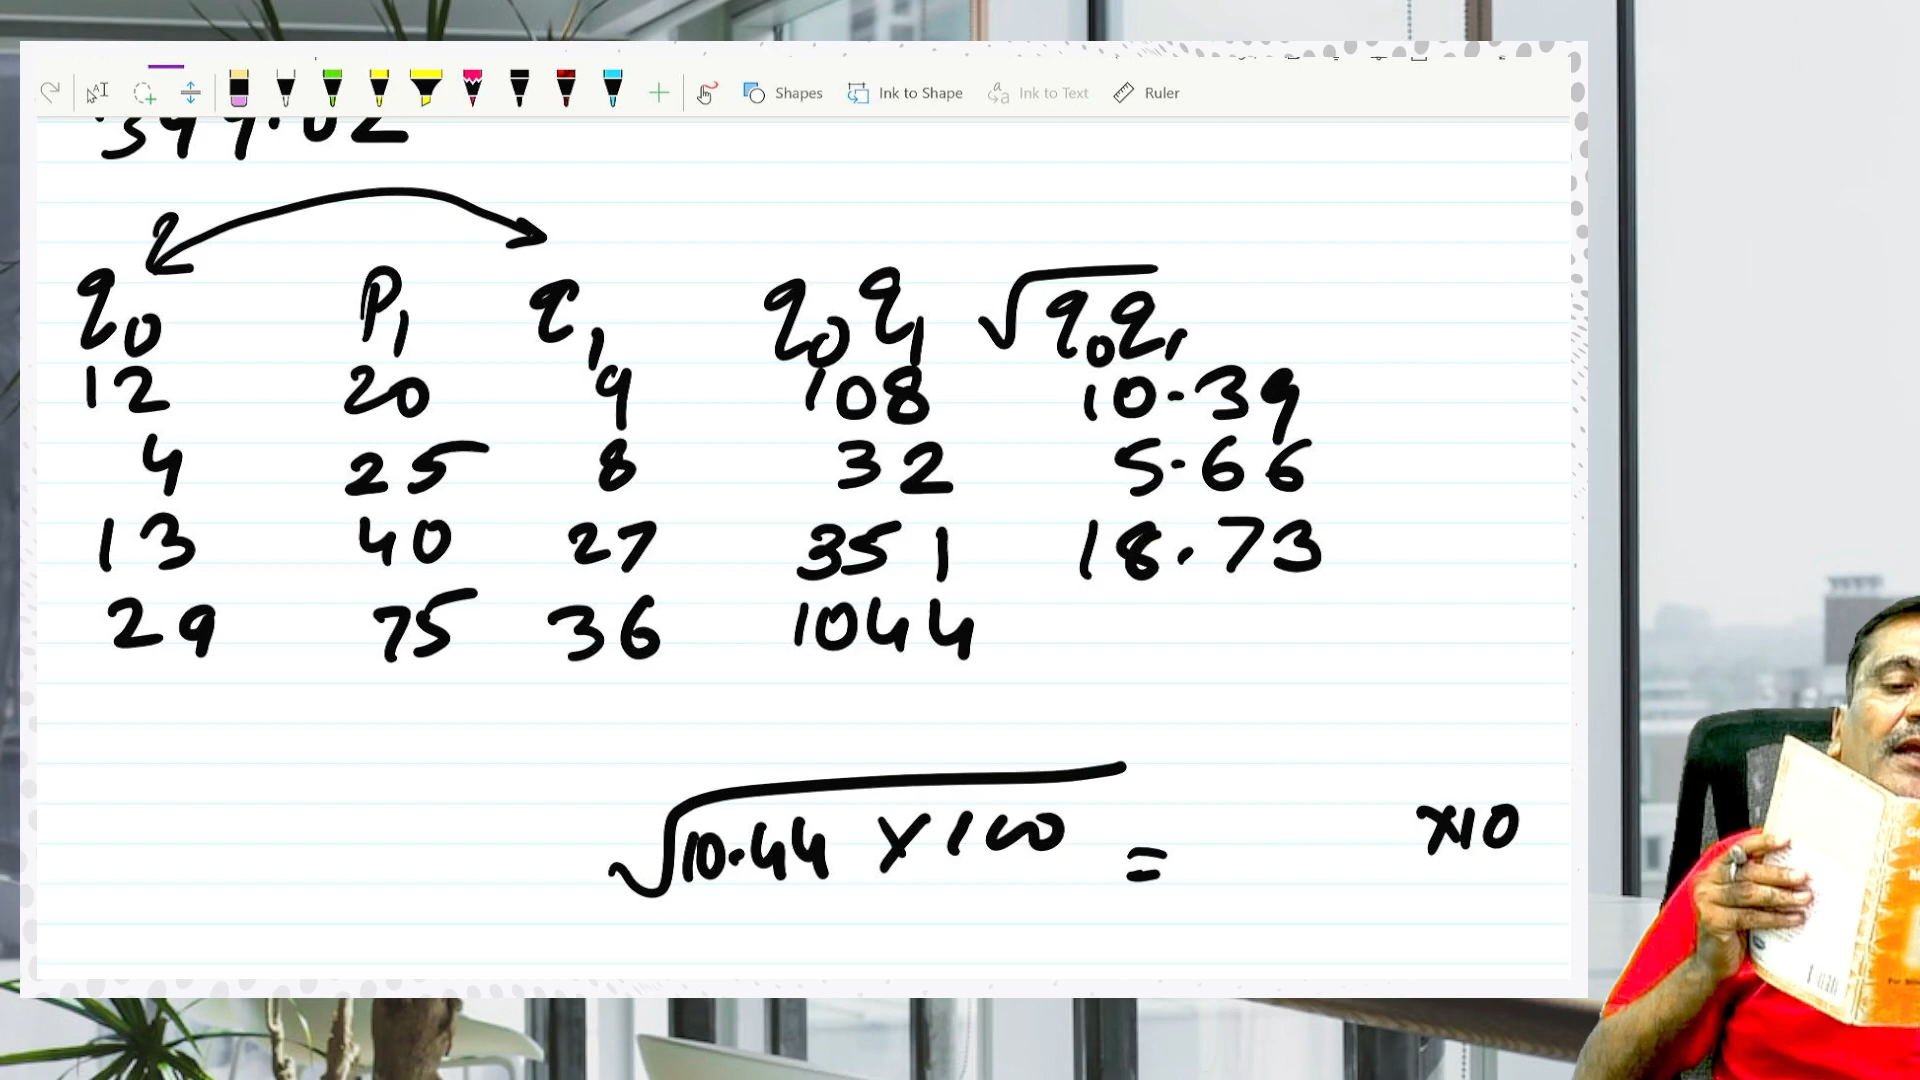 Shapes Ink to Shape Ink to Text Ruler
q0 P1 q1 q0q1 √q0q1
12 20 9 108 10.39
4 25 8 32 5.66
13 40 27 351 18.73
29 75 36 1044
√10.44 × 100 = ×10